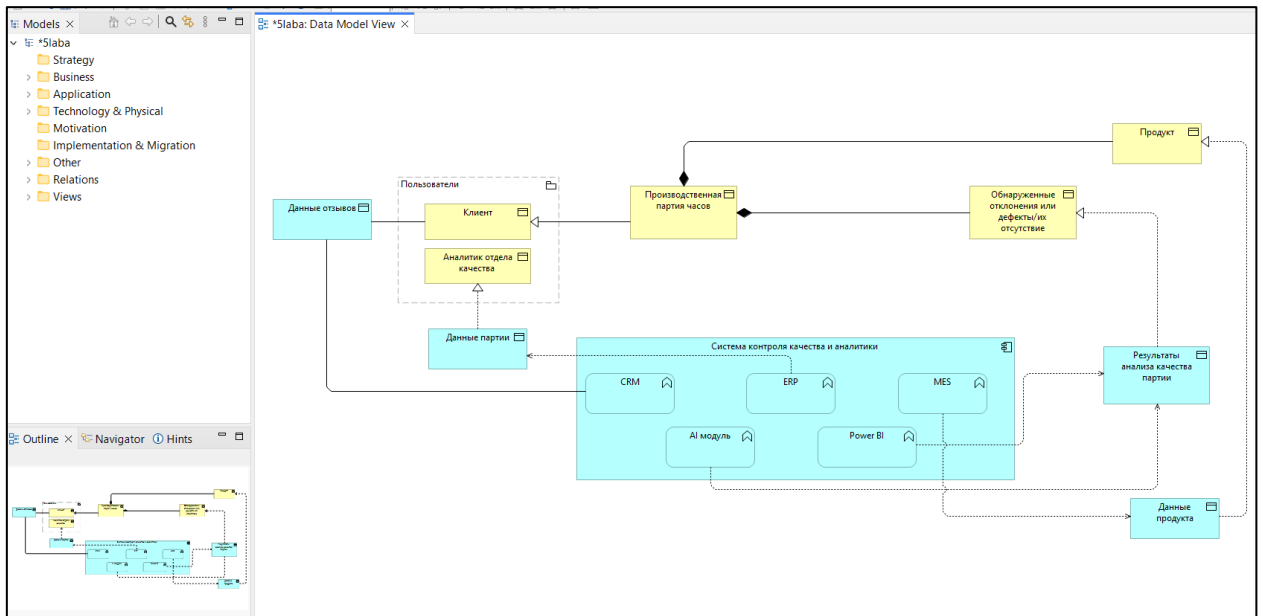 Models
*5laba
Strategy
Business
Application
Technology & Physical
Motivation
Implementation & Migration
Other
Relations
Views
Outline
Navigator
Hints
*5laba: Data Model View
Продукт
Пользователи
Данные отзывов
Клиент
Производственная
партия часов
Обнаруженные
отклонения или
дефекты/их
отсутствие
Аналитик отдела
качества
Данные партии
Система контроля качества и аналитики
CRM
ERP
MES
AI модуль
Power BI
Результаты
анализа качества
партии
Данные
продукта